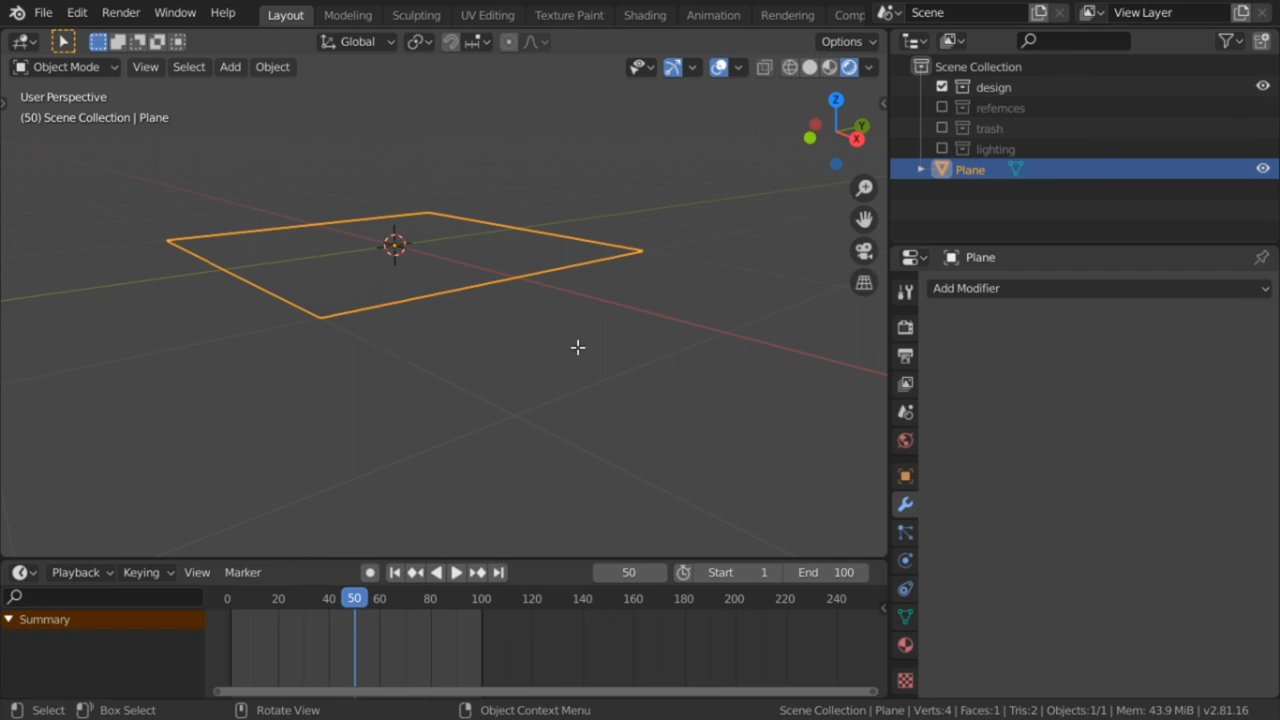 File Edit Render Window Help Layout Modeling Sculpting UV Editing Texture Paint Shading Animation Rendering Comp Scene View Layer
Global Options
Object Mode View Select Add Object
Scene Collection
User Perspective
(50) Scene Collection | Plane
design
refemces
trash
lighting
Plane
Z
Y
X
Plane
Add Modifier
Playback Keying View Marker 50 Start 1 End 100
0 20 40 50 60 80 100 120 140 160 180 200 220 240
Summary
Select Box Select Rotate View Object Context Menu Scene Collection | Plane | Verts:4 | Faces:1 | Tris:2 | Objects:1/1 | Mem: 43.9 MiB | v2.81.16